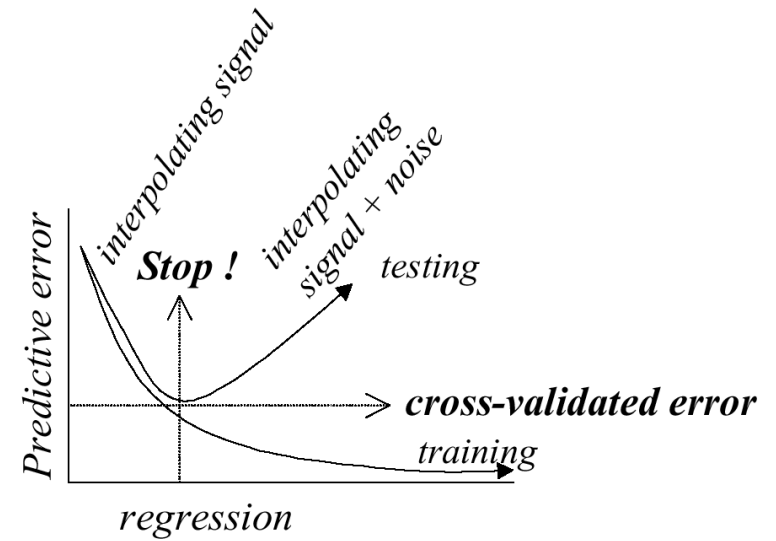 interpolating signal
interpolating
signal + noise
Stop !
testing
Predictive error
cross-validated error
training
regression